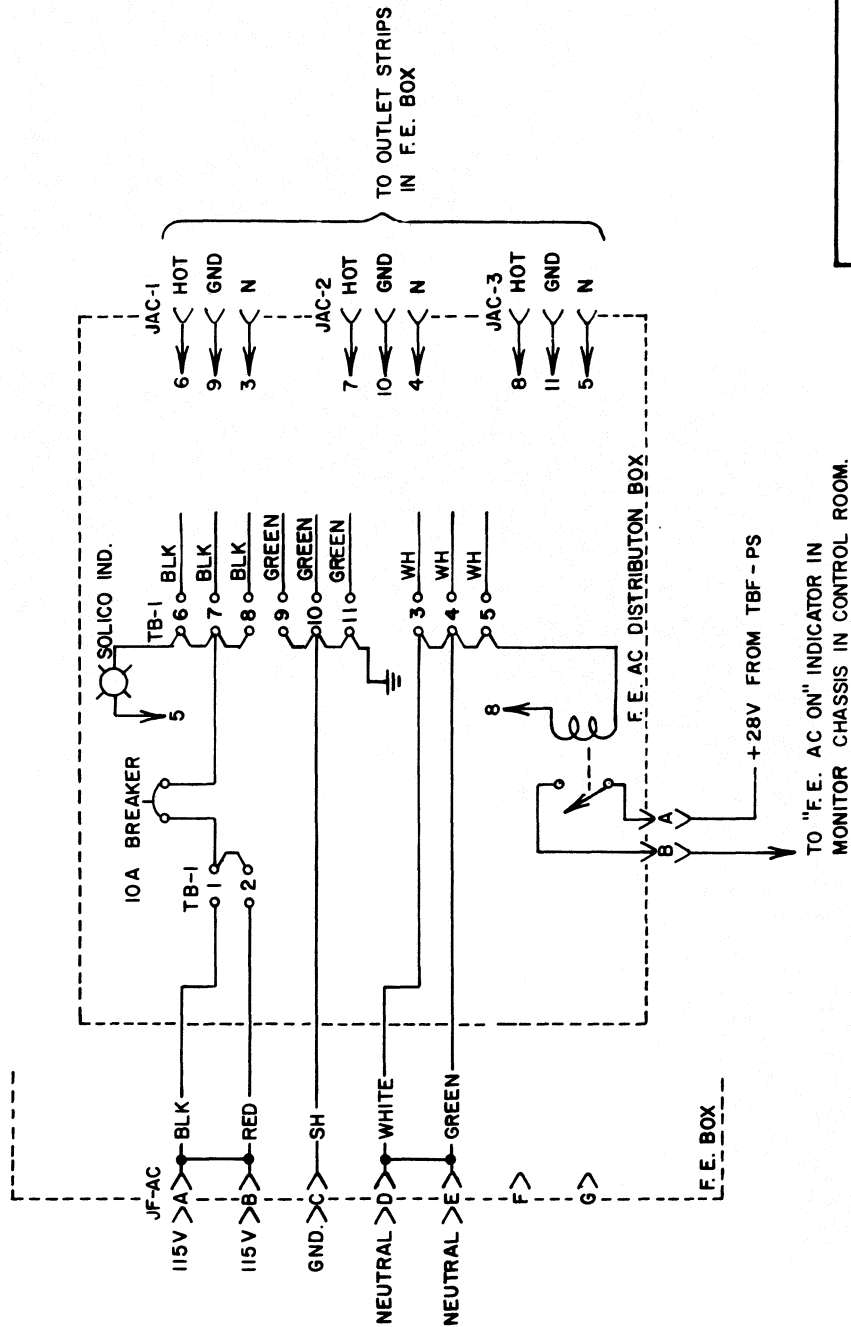 JF-AC
115V
A
BLK
115V
B
RED
GND.
C
SH
NEUTRAL
D
WHITE
NEUTRAL
E
GREEN
F
G
F.E. BOX
10A BREAKER
TB-1
1
2
SOLICO IND.
5
TB-1
6
BLK
7
BLK
8
BLK
9
GREEN
10
GREEN
11
GREEN
3
WH
4
WH
5
WH
8
F.E. AC DISTRIBUTON BOX
A
B
+28V FROM TBF-PS
TO "F.E. AC ON" INDICATOR IN
MONITOR CHASSIS IN CONTROL ROOM.
JAC-1
6
HOT
9
GND
3
N
JAC-2
7
HOT
10
GND
4
N
JAC-3
8
HOT
11
GND
5
N
TO OUTLET STRIPS
IN F.E. BOX